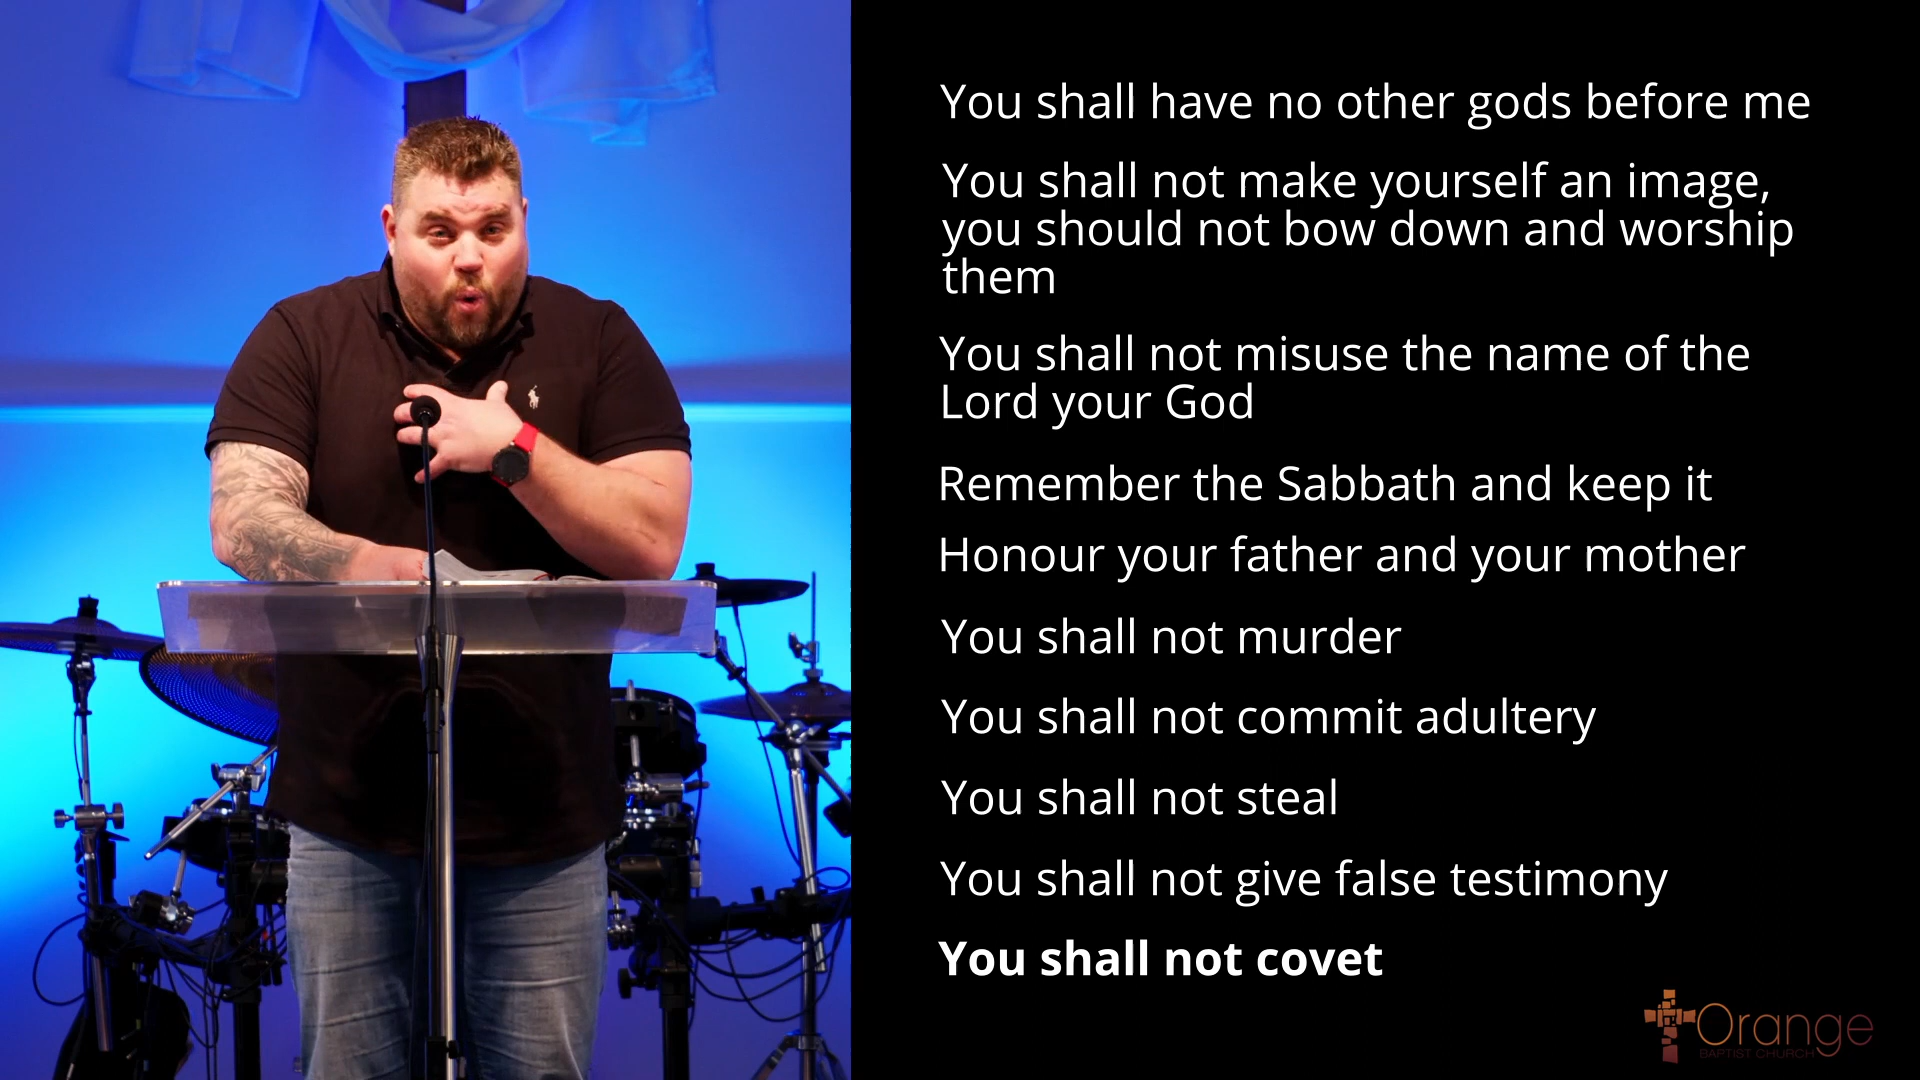 You shall have no other gods before me
You shall not make yourself an image,
you should not bow down and worship
them
You shall not misuse the name of the
Lord your God
Remember the Sabbath and keep it
Honour your father and your mother
You shall not murder
You shall not commit adultery
You shall not steal
You shall not give false testimony
You shall not covet
Orange
BAPTIST CHURCH